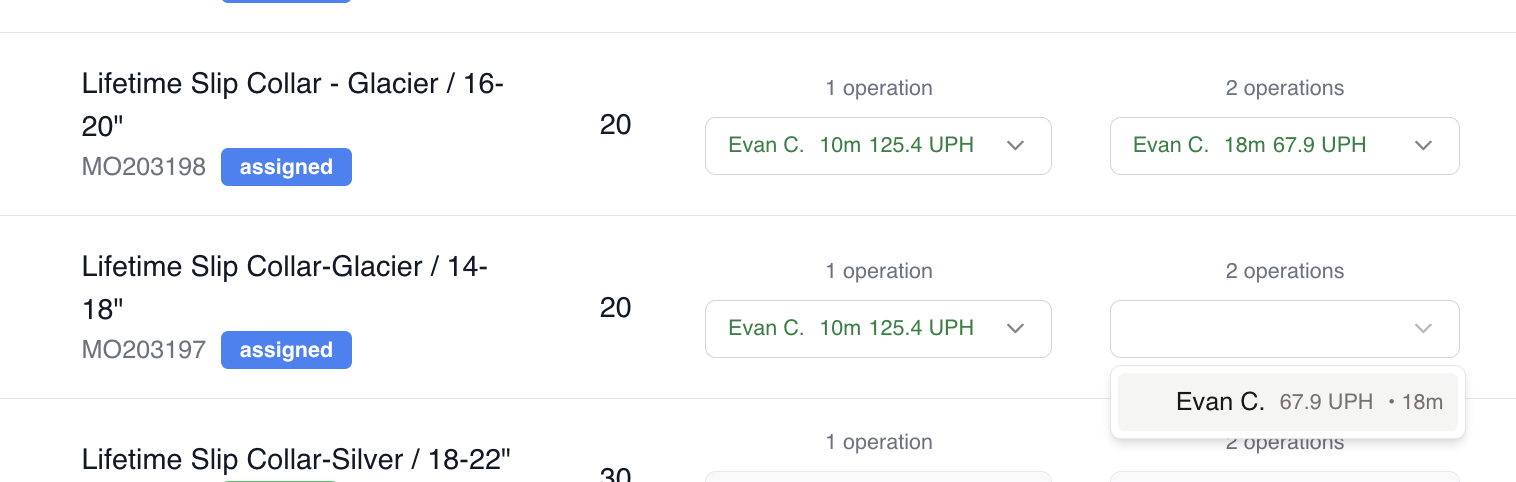 Lifetime Slip Collar - Glacier / 16-
20"
MO203198 assigned
20
1 operation
Evan C. 10m 125.4 UPH
2 operations
Evan C. 18m 67.9 UPH
Lifetime Slip Collar-Glacier / 14-
18"
MO203197 assigned
20
1 operation
Evan C. 10m 125.4 UPH
2 operations
Evan C. 67.9 UPH • 18m
Lifetime Slip Collar-Silver / 18-22"
30
1 operation
2 operations